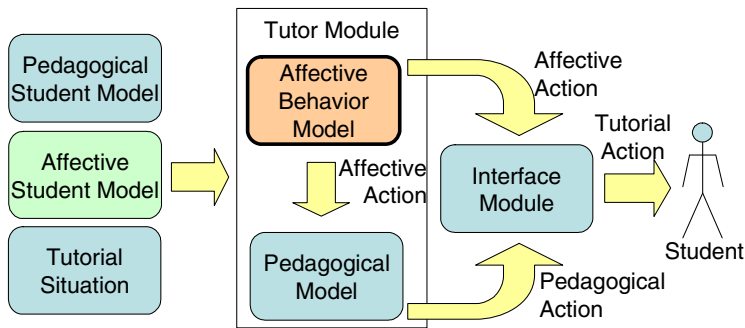 Pedagogical
Student Model
Affective
Student Model
Tutorial
Situation
Tutor Module
Affective
Behavior
Model
Affective
Action
Pedagogical
Model
Affective
Action
Interface
Module
Pedagogical
Action
Tutorial
Action
Student